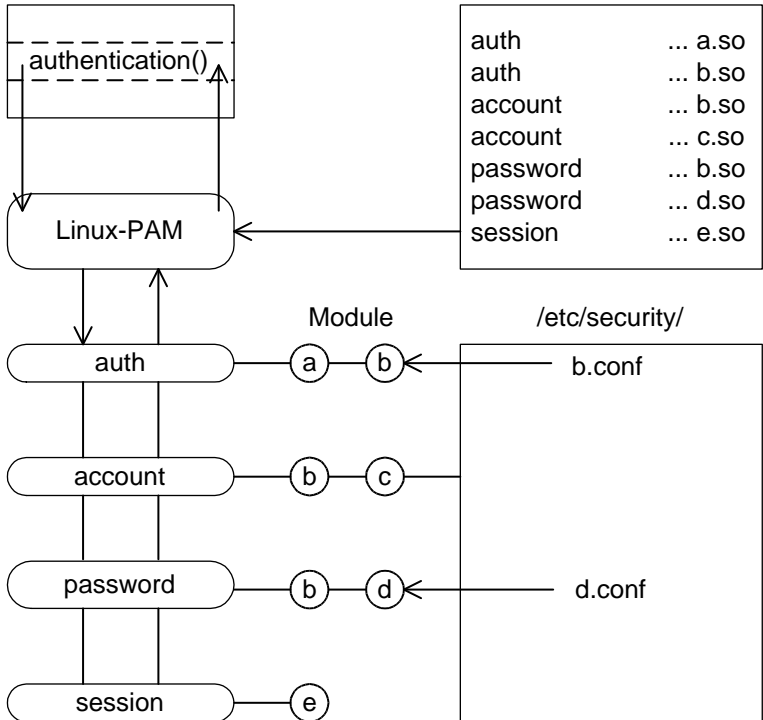 authentication()
auth ... a.so
auth ... b.so
account ... b.so
account ... c.so
password ... b.so
password ... d.so
session ... e.so
Linux-PAM
Module
/etc/security/
auth
a
b
b.conf
account
b
c
password
b
d
d.conf
session
e